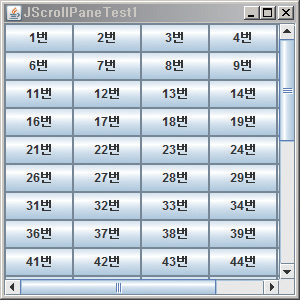 JScrollPaneTest1
1번 2번 3번 4번
6번 7번 8번 9번
11번 12번 13번 14번
16번 17번 18번 19번
21번 22번 23번 24번
26번 27번 28번 29번
31번 32번 33번 34번
36번 37번 38번 39번
41번 42번 43번 44번